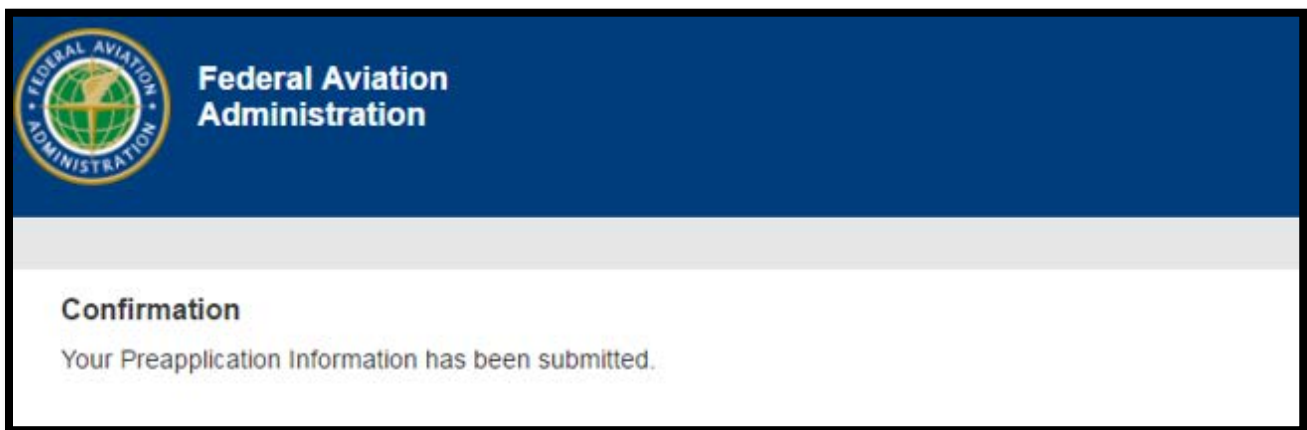 FEDERAL AVIATION ADMINISTRATION
Federal Aviation
Administration
Confirmation
Your Preapplication Information has been submitted.